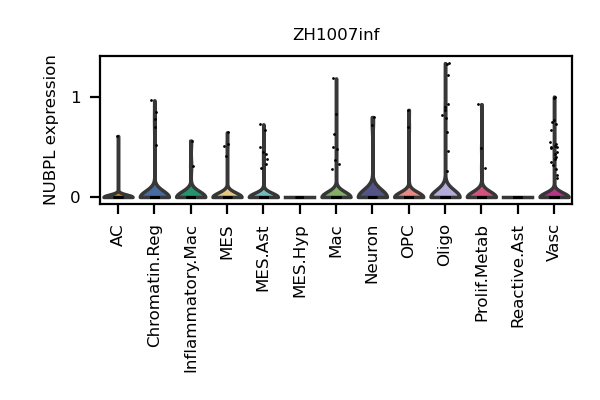 ZH1007inf
NUBPL expression
1
0
AC
Chromatin.Reg
Inflammatory.Mac
MES
MES.Ast
MES.Hyp
Mac
Neuron
OPC
Oligo
Prolif.Metab
Reactive.Ast
Vasc